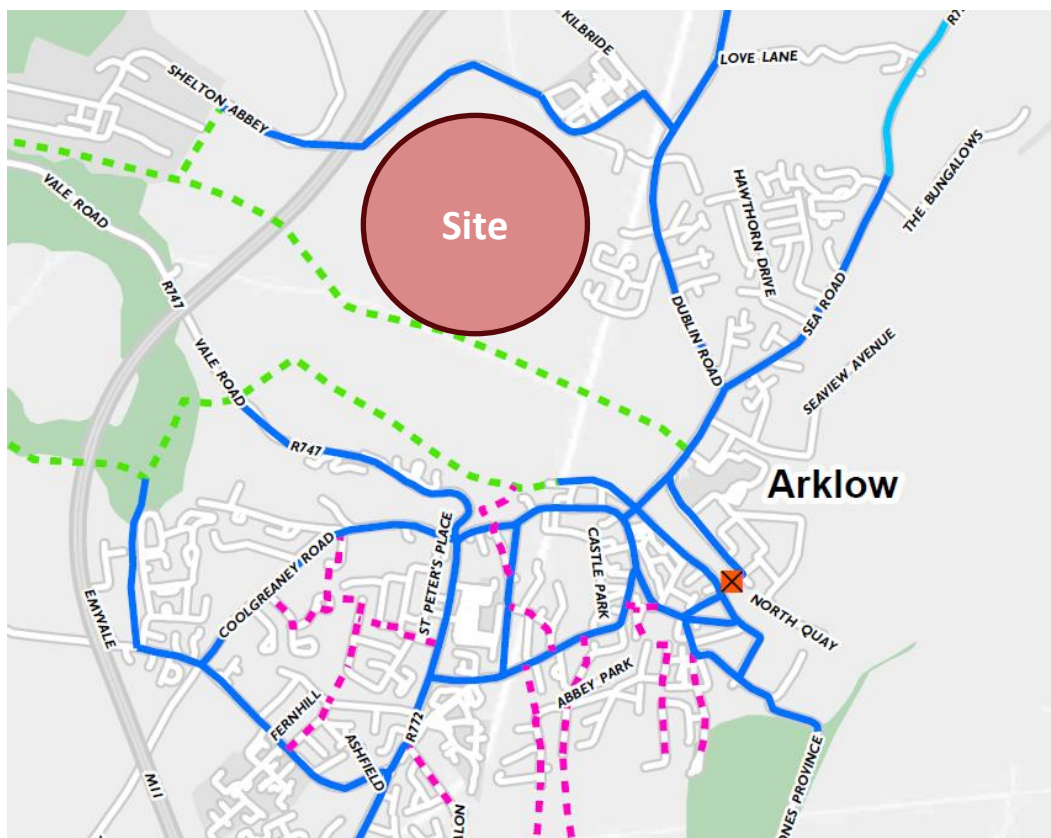 KILBRIDE
LOVE LANE
SHELTON ABBEY
THE BUNGALOWS
VALE ROAD
HAWTHORN DRIVE
Site
R747
DUBLIN ROAD
SEA ROAD
VALE ROAD
SEAVIEW AVENUE
R747
Arklow
ST PETER'S PLACE
CASTLE PARK
COOLGREANEY ROAD
EMYVALE
NORTH QUAY
ABBEY PARK
FERNHILL
R772
ASHFIELD
M11